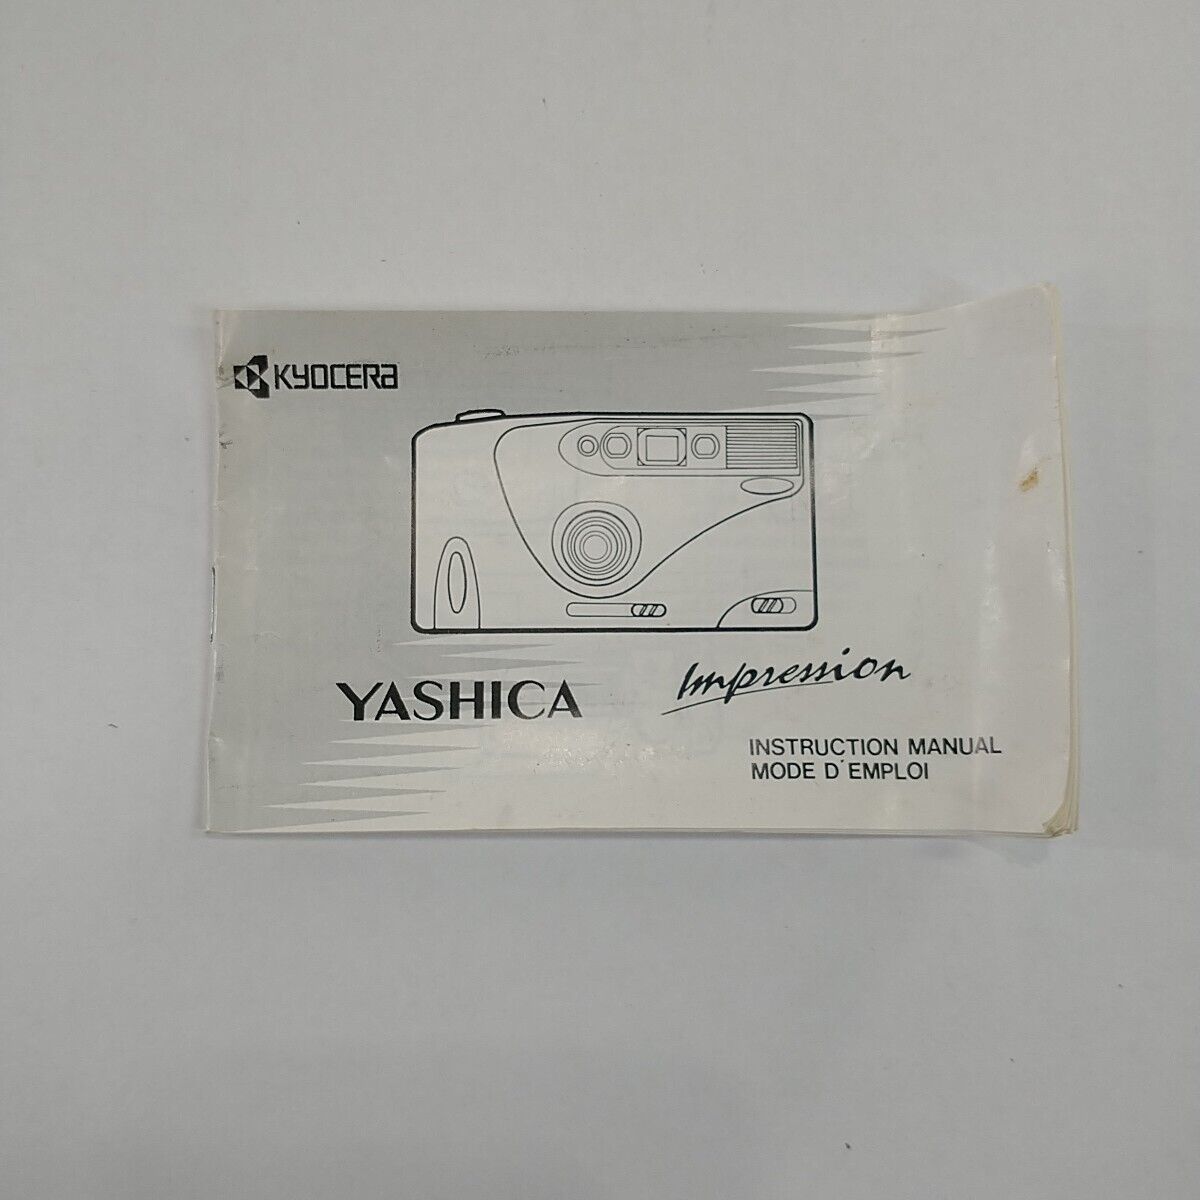 KYOCERA
YASHICA
Impression
INSTRUCTION MANUAL
MODE D'EMPLOI